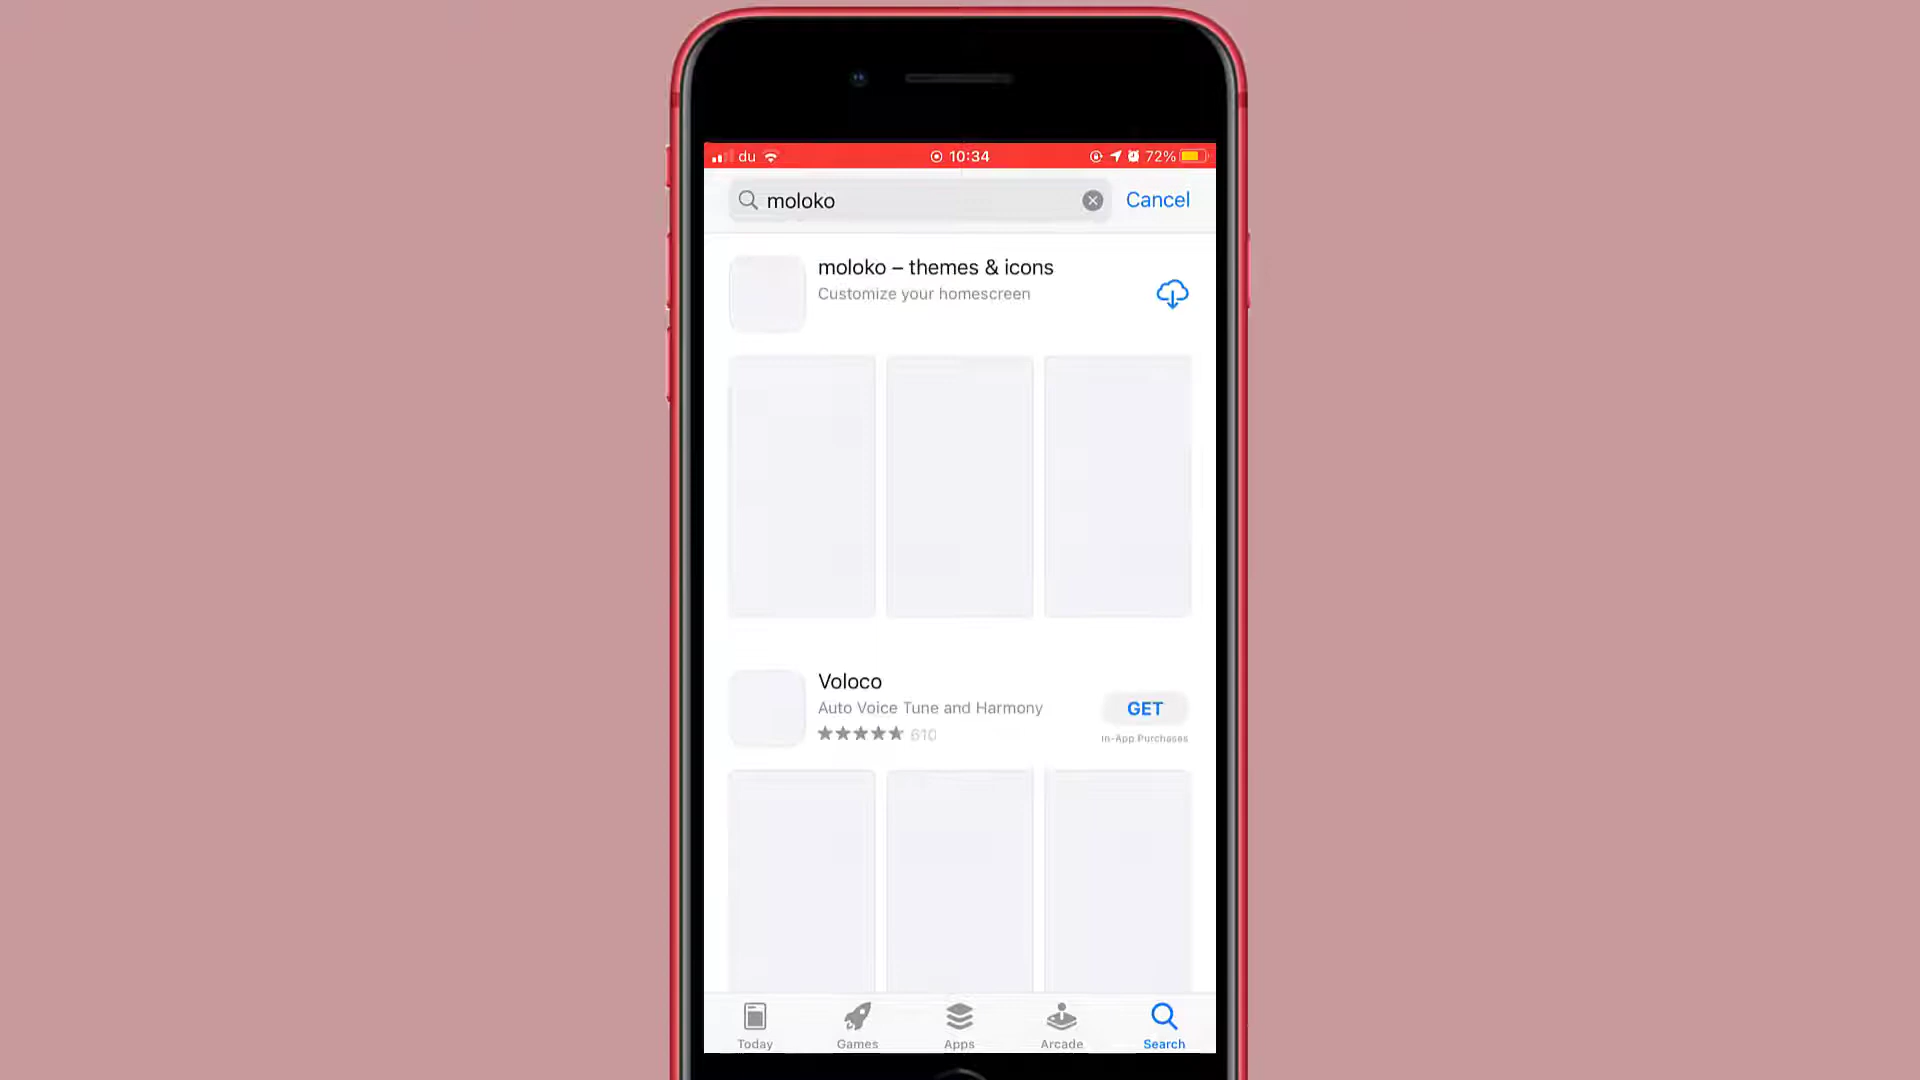 du 10:34 72%
moloko Cancel
moloko – themes & icons
Customize your homescreen
Voloco
Auto Voice Tune and Harmony
GET
610
In-App Purchases
Today Games Apps Arcade Search